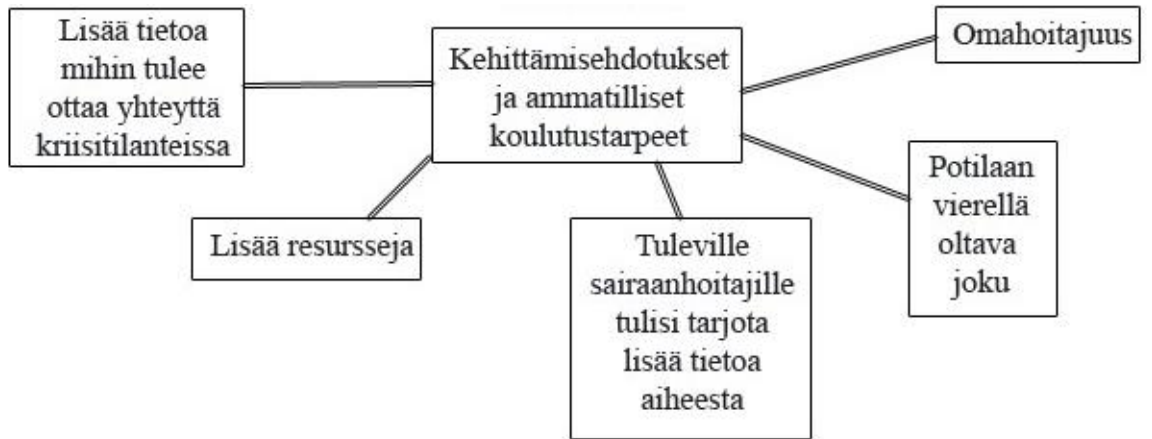 Lisää tietoa
mihin tulee
ottaa yhteyttä
kriisitilanteissa
Kehittämisehdotukset
ja ammatilliset
koulutustarpeet
Omahoitajuus
Lisää resursseja
Tuleville
sairaanhoitajille
tulisi tarjota
lisää tietoa
aiheesta
Potilaan
vierellä
oltava
joku